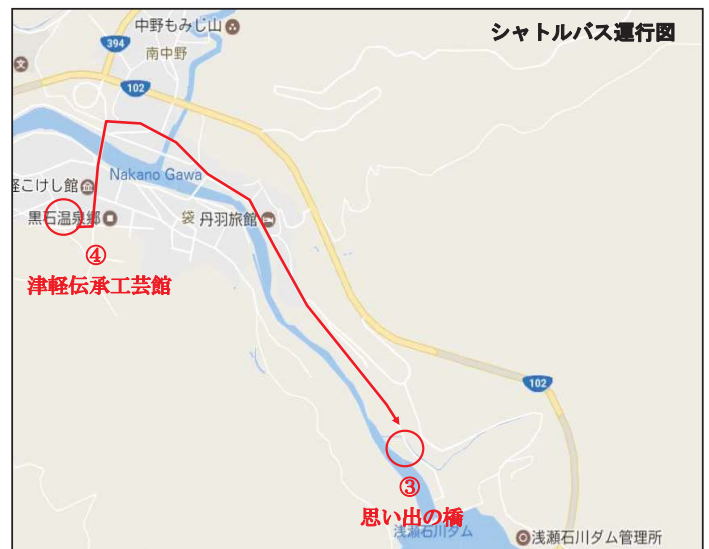 シャトルバス運行図
中野もみじ山
394
南中野
文
102
Nakano Gawa
軽こけし館
黒石温泉郷
袋 丹羽旅館
④
津軽伝承工芸館
102
③
思い出の橋
浅瀬石川ダム
浅瀬石川ダム管理所